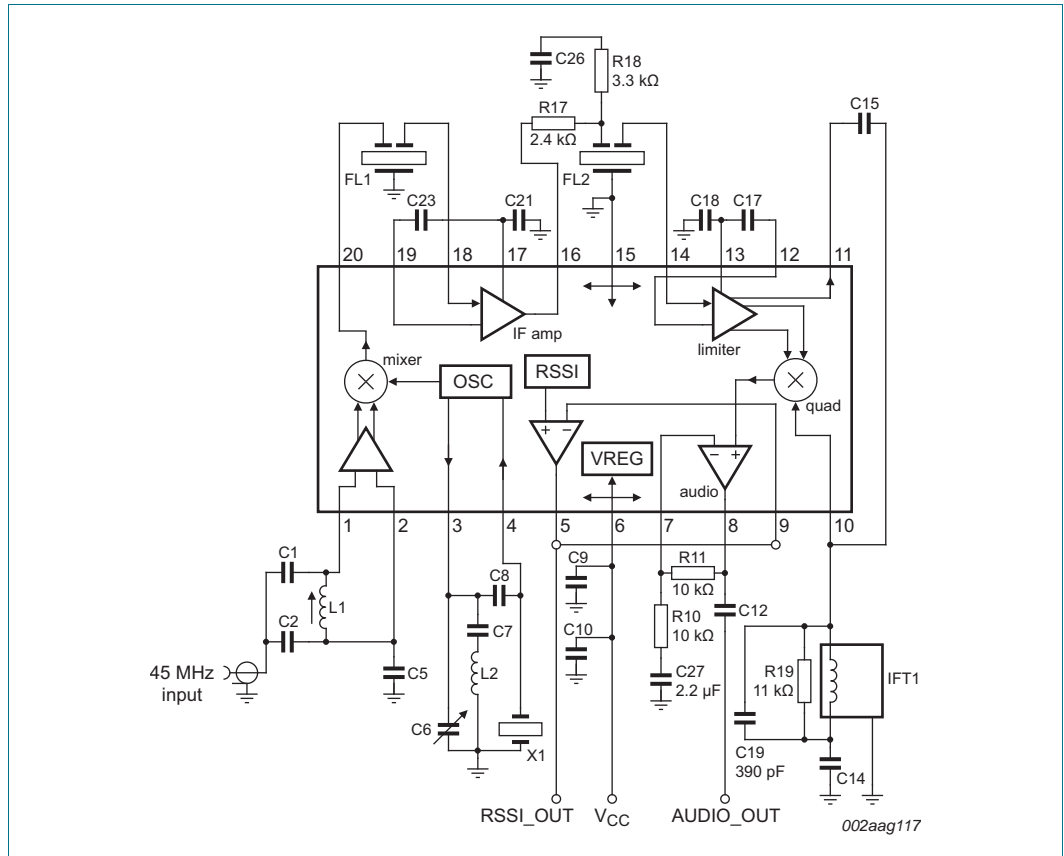 C26
R18
3.3 kΩ
R17
2.4 kΩ
C15
FL1
FL2
C23
C21
C18
C17
20
19
18
17
16
15
14
13
12
11
IF amp
limiter
mixer
OSC
RSSI
quad
+ −
VREG
− +
audio
1
2
3
4
5
6
7
8
9
10
C1
L1
C2
45 MHz
input
C5
C8
C7
L2
C6
X1
C9
C10
R11
10 kΩ
R10
10 kΩ
C12
C27
2.2 μF
R19
11 kΩ
IFT1
C19
390 pF
C14
RSSI_OUT
VCC
AUDIO_OUT
002aag117